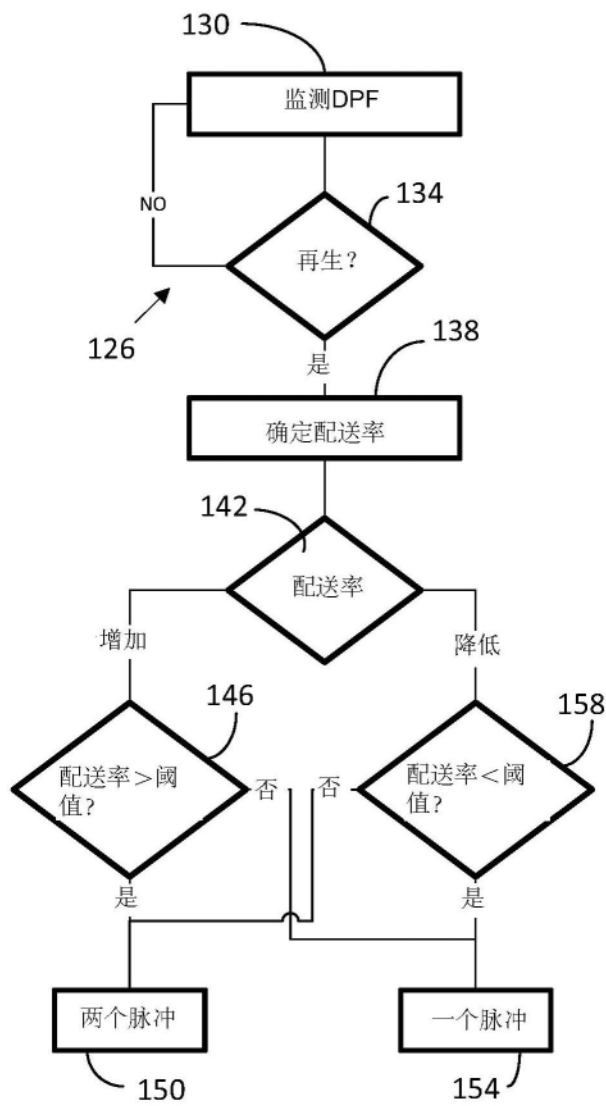 130
监测DPF
NO
134
再生?
126
是
138
确定配送率
142
配送率
增加
降低
146
158
配送率>阈
值?
否
否
配送率<阈
值?
是
是
两个脉冲
一个脉冲
150
154